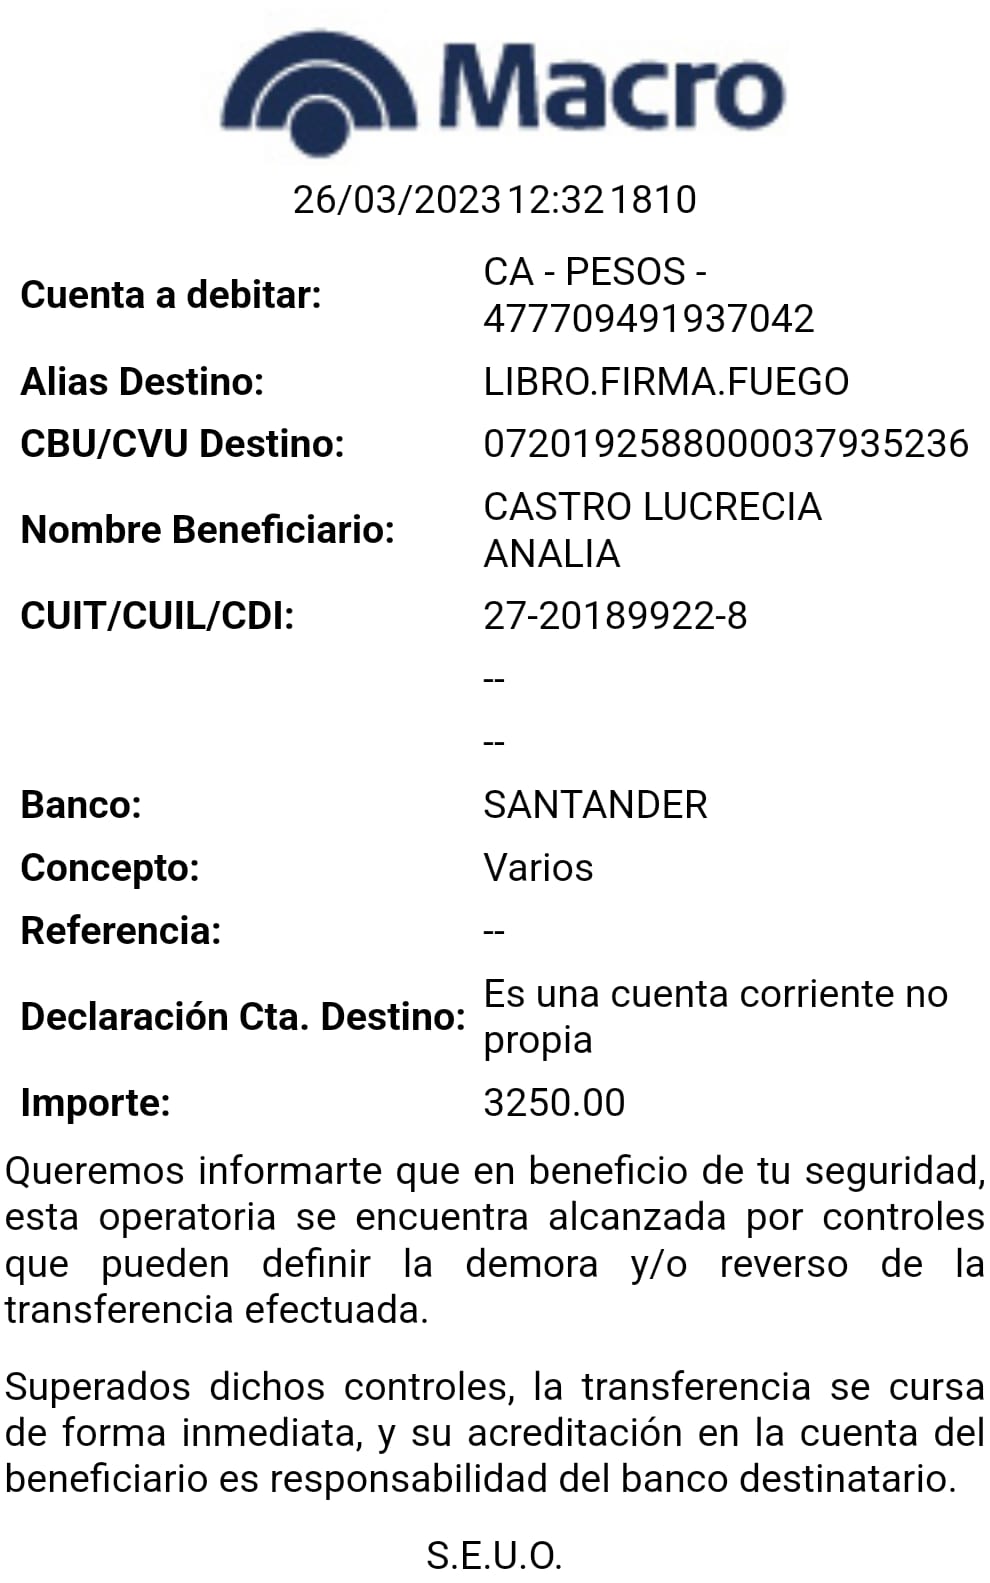 Macro
26/03/2023 12:32 1810
Cuenta a debitar: CA - PESOS -
477709491937042
Alias Destino: LIBRO.FIRMA.FUEGO
CBU/CVU Destino: 0720192588000037935236
Nombre Beneficiario: CASTRO LUCRECIA
ANALIA
CUIT/CUIL/CDI: 27-20189922-8
--
--
Banco: SANTANDER
Concepto: Varios
Referencia: --
Declaración Cta. Destino: Es una cuenta corriente no
propia
Importe: 3250.00
Queremos informarte que en beneficio de tu seguridad,
esta operatoria se encuentra alcanzada por controles
que pueden definir la demora y/o reverso de la
transferencia efectuada.
Superados dichos controles, la transferencia se cursa
de forma inmediata, y su acreditación en la cuenta del
beneficiario es responsabilidad del banco destinatario.
S.E.U.O.